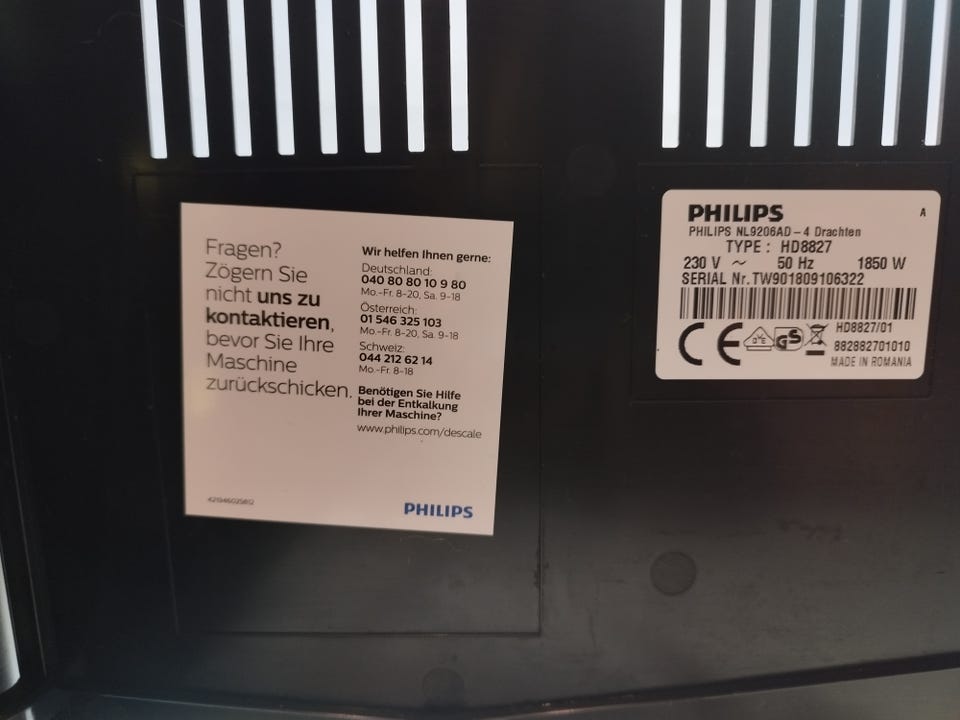 Fragen?
Zögern Sie
nicht uns zu
kontaktieren,
bevor Sie Ihre
Maschine
zurückschicken.
Wir helfen Ihnen gerne:
Deutschland:
040 80 80 10 9 80
Mo.-Fr. 8-20, Sa. 9-18
Österreich:
01 546 325 103
Mo.-Fr. 8-20, Sa. 9-18
Schweiz:
044 212 62 14
Mo.-Fr. 8-18
Benötigen Sie Hilfe
bei der Entkalkung
Ihrer Maschine?
www.philips.com/descale
421946025812
PHILIPS
PHILIPS A
PHILIPS NL9206AD-4 Drachten
TYPE : HD8827
230 V ~ 50 Hz 1850 W
SERIAL Nr. TW901809106322
CE VDE GS HD8827/01
882882701010
MADE IN ROMANIA